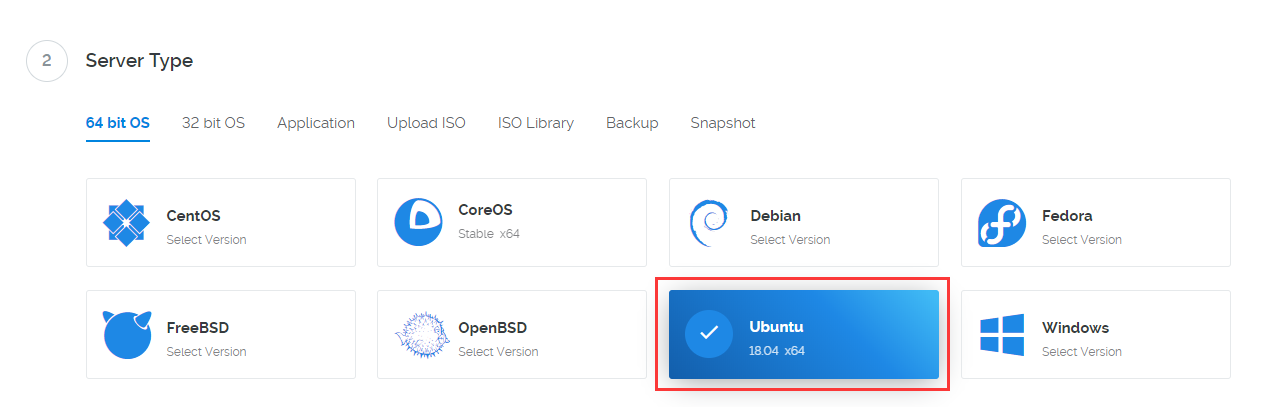 2
Server Type
64 bit OS
32 bit OS
Application
Upload ISO
ISO Library
Backup
Snapshot
CentOS
Select Version
CoreOS
Stable x64
Debian
Select Version
Fedora
Select Version
FreeBSD
Select Version
OpenBSD
Select Version
Ubuntu
18.04 x64
Windows
Select Version